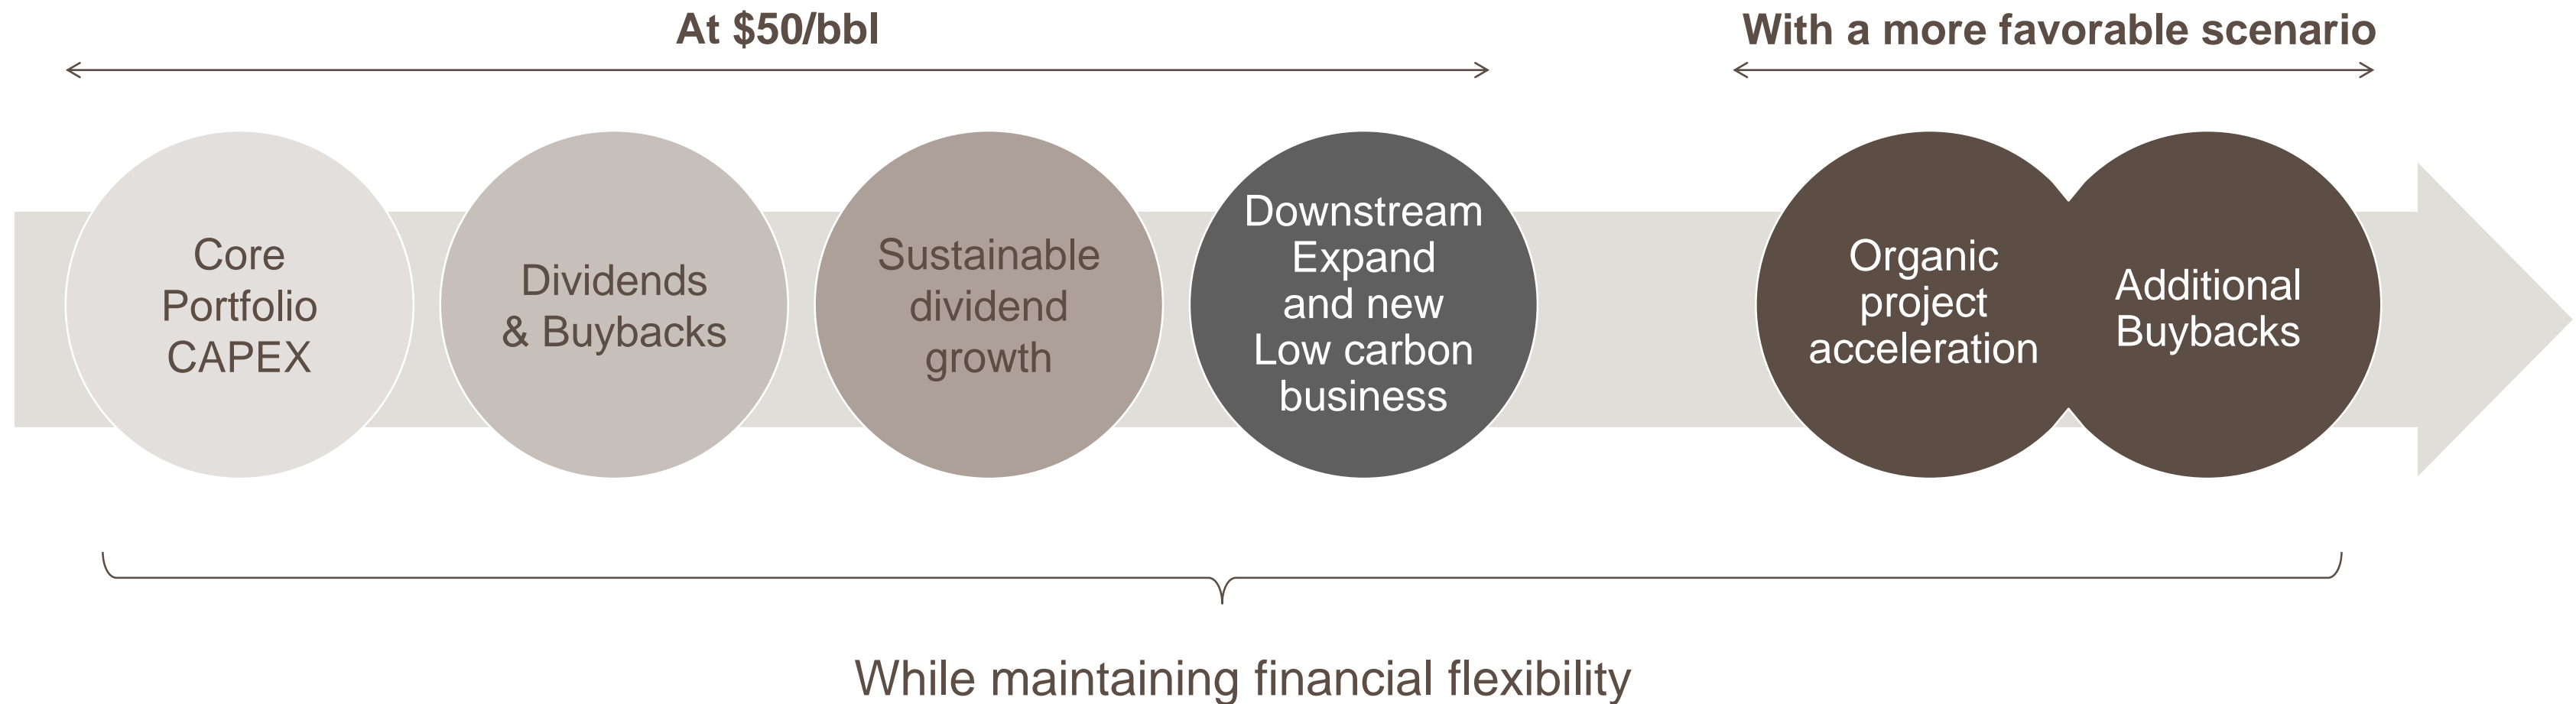 At $50/bbl
With a more favorable scenario
Core
Portfolio
CAPEX
Dividends
& Buybacks
Sustainable
dividend
growth
Downstream
Expand
and new
Low carbon
business
Organic
project
acceleration
Additional
Buybacks
While maintaining financial flexibility